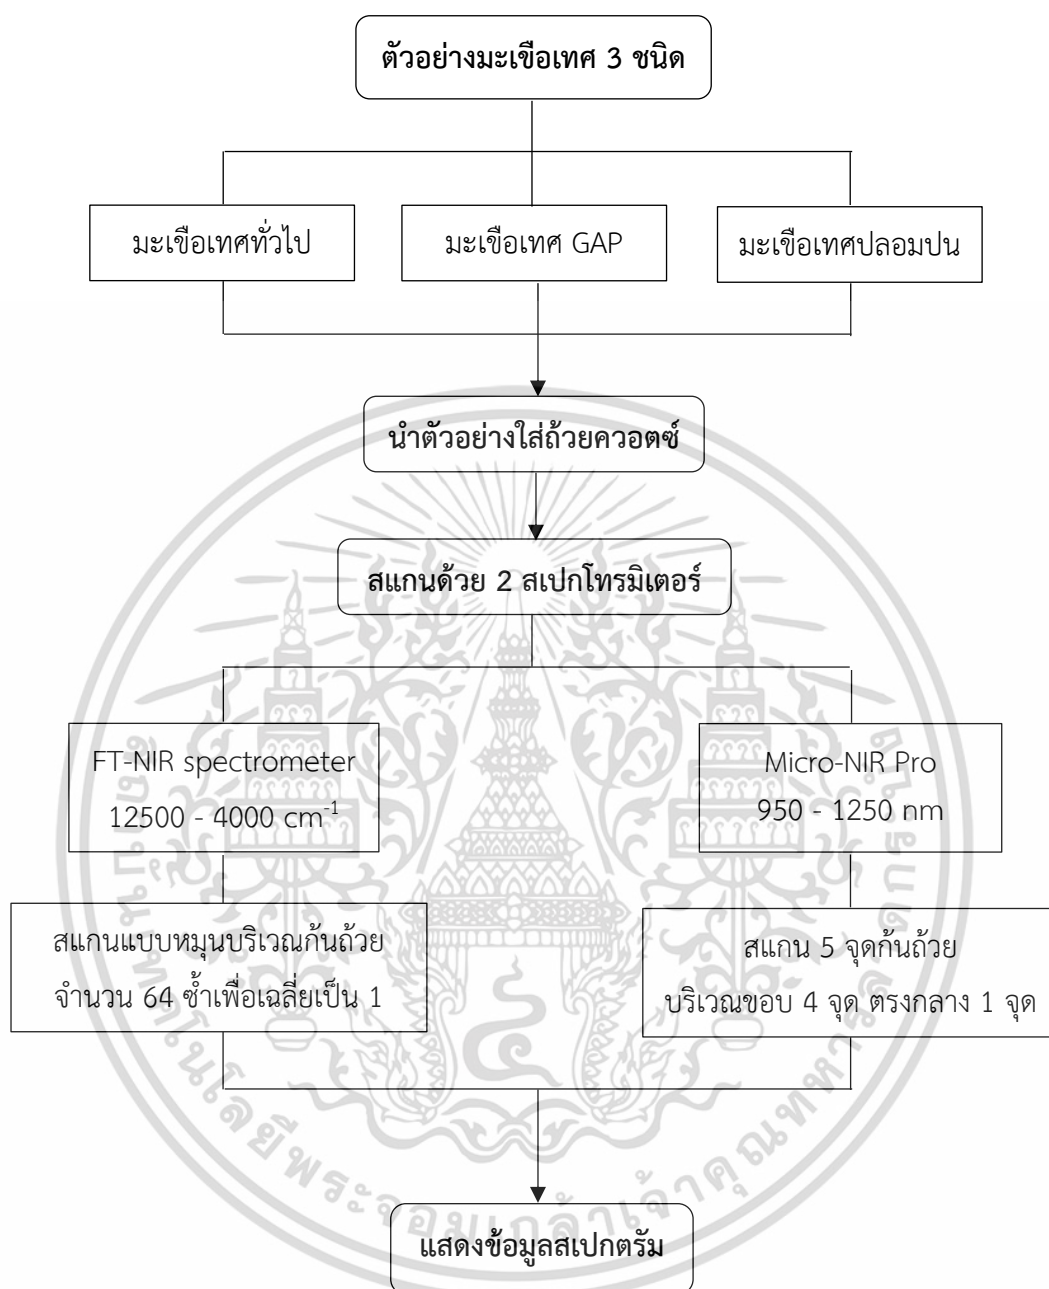 ตัวอย่างมะเขือเทศ 3 ชนิด
มะเขือเทศทั่วไป
มะเขือเทศ GAP
มะเขือเทศปลอมปน
นำตัวอย่างใส่ถ้วยควอตซ์
สแกนด้วย 2 สเปกโทรมิเตอร์
FT-NIR spectrometer
12500 - 4000 cm⁻¹
Micro-NIR Pro
950 - 1250 nm
สแกนแบบหมุนบริเวณก้นถ้วย
จำนวน 64 ซ้ำเพื่อเฉลี่ยเป็น 1
สแกน 5 จุดก้นถ้วย
บริเวณขอบ 4 จุด ตรงกลาง 1 จุด
แสดงข้อมูลสเปกตรัม